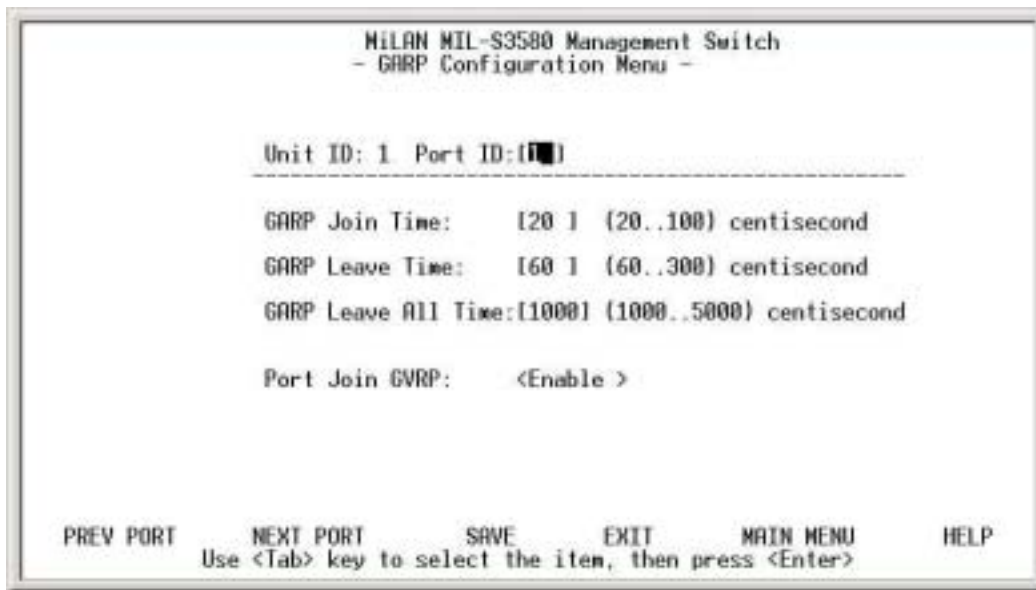 MiLAN MIL-S3580 Management Switch
- GARP Configuration Menu -
Unit ID: 1 Port ID:[1 ]
GARP Join Time: [20 ] (20..100) centisecond
GARP Leave Time: [60 ] (60..300) centisecond
GARP Leave All Time:[1000] (1000..5000) centisecond
Port Join GVRP: <Enable >
PREV PORT NEXT PORT SAVE EXIT MAIN MENU HELP
Use <Tab> key to select the item, then press <Enter>